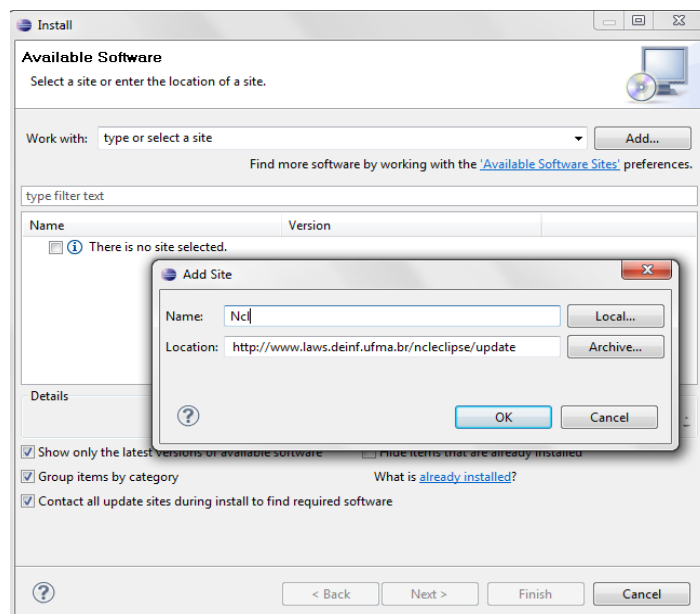 Install
Available Software
Select a site or enter the location of a site.
Work with: type or select a site Add...
Find more software by working with the 'Available Software Sites' preferences.
type filter text
Name Version
There is no site selected.
Add Site
Name: Ncl Local...
Location: http://www.laws.deinf.ufma.br/ncleclipse/update Archive...
Details
OK Cancel
Show only the latest versions of available software Hide items that are already installed
Group items by category What is already installed?
Contact all update sites during install to find required software
< Back Next > Finish Cancel